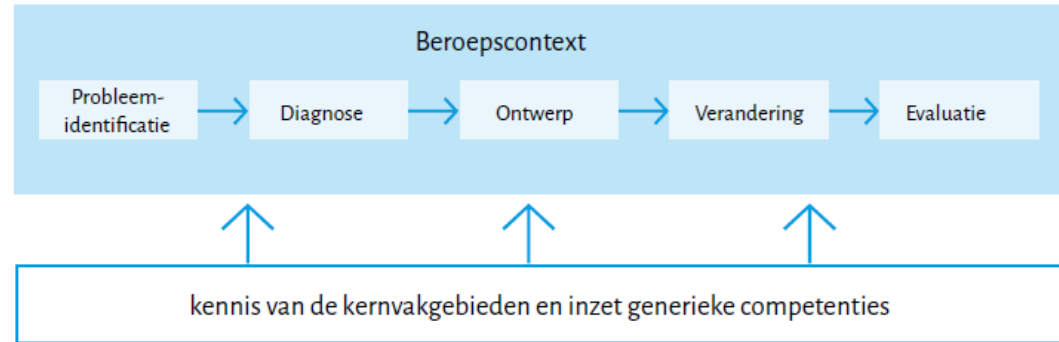 Beroepscontext
Probleem-
identificatie
Diagnose
Ontwerp
Verandering
Evaluatie
kennis van de kernvakgebieden en inzet generieke competenties